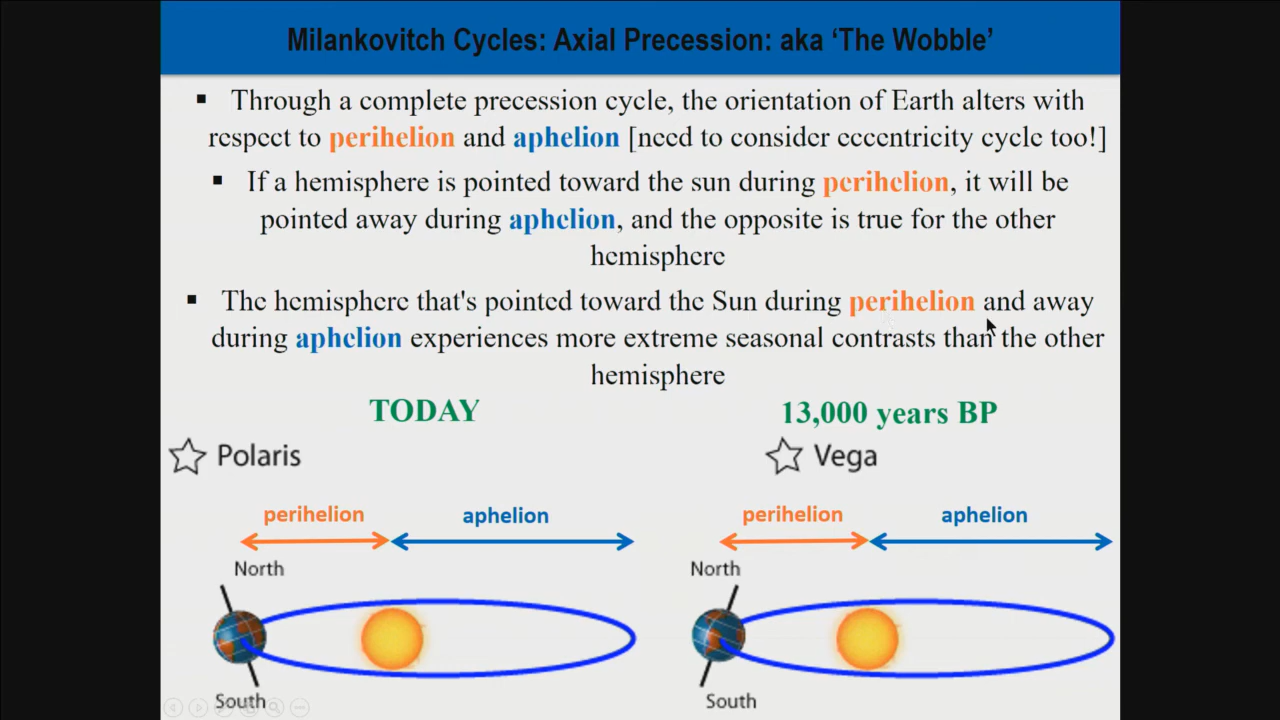 Milankovitch Cycles: Axial Precession: aka ‘The Wobble’
▪ Through a complete precession cycle, the orientation of Earth alters with
respect to perihelion and aphelion [need to consider eccentricity cycle too!]
▪ If a hemisphere is pointed toward the sun during perihelion, it will be
pointed away during aphelion, and the opposite is true for the other
hemisphere
▪ The hemisphere that's pointed toward the Sun during perihelion and away
during aphelion experiences more extreme seasonal contrasts than the other
hemisphere
TODAY
Polaris
perihelion
aphelion
North
South
13,000 years BP
Vega
perihelion
aphelion
North
South